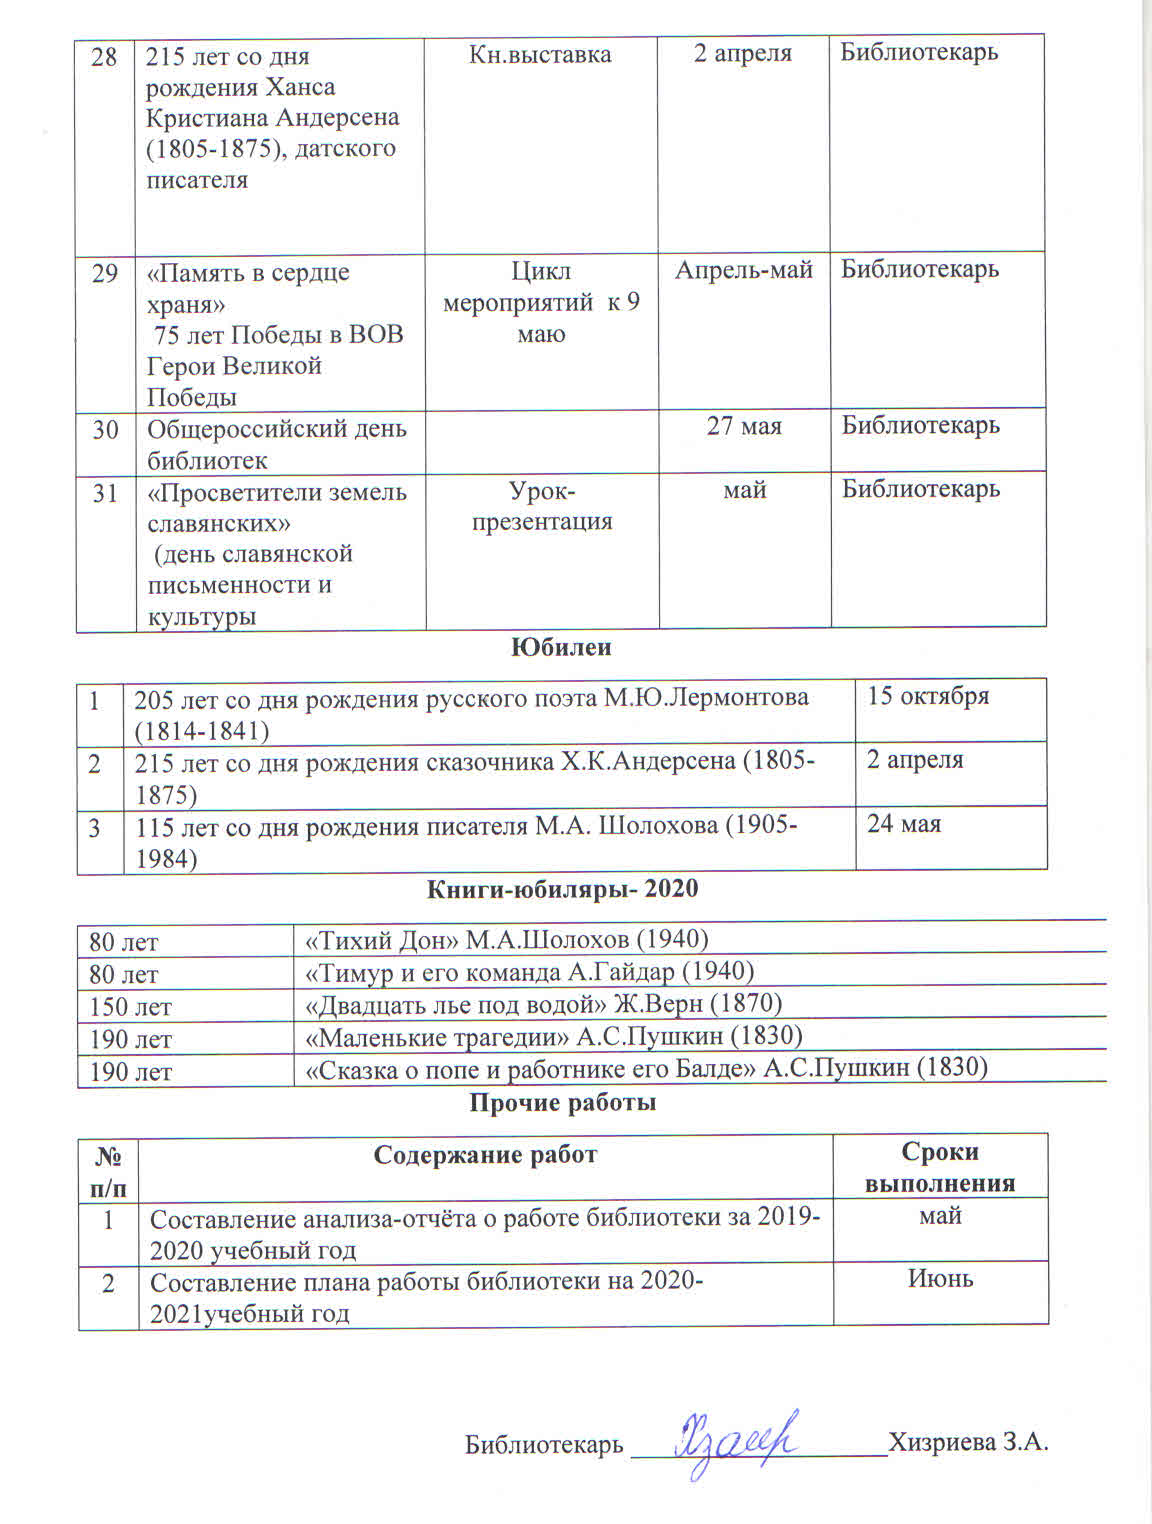 28 215 лет со дня Кн.выставка 2 апреля Библиотекарь
рождения Ханса
Кристиана Андерсена
(1805-1875), датского
писателя
29 «Память в сердце Цикл Апрель-май Библиотекарь
храня» мероприятий к 9
75 лет Победы в ВОВ маю
Герои Великой
Победы
30 Общероссийский день 27 мая Библиотекарь
библиотек
31 «Просветители земель Урок- май Библиотекарь
славянских» презентация
(день славянской
письменности и
культуры
Юбилеи
1 205 лет со дня рождения русского поэта М.Ю.Лермонтова 15 октября
(1814-1841)
2 215 лет со дня рождения сказочника Х.К.Андерсена (1805- 2 апреля
1875)
3 115 лет со дня рождения писателя М.А. Шолохова (1905- 24 мая
1984)
Книги-юбиляры- 2020
80 лет «Тихий Дон» М.А.Шолохов (1940)
80 лет «Тимур и его команда А.Гайдар (1940)
150 лет «Двадцать лье под водой» Ж.Верн (1870)
190 лет «Маленькие трагедии» А.С.Пушкин (1830)
190 лет «Сказка о попе и работнике его Балде» А.С.Пушкин (1830)
Прочие работы
№ Содержание работ Сроки
п/п выполнения
1 Составление анализа-отчёта о работе библиотеки за 2019- май
2020 учебный год
2 Составление плана работы библиотеки на 2020- Июнь
2021учебный год
Библиотекарь Хизриева З.А.